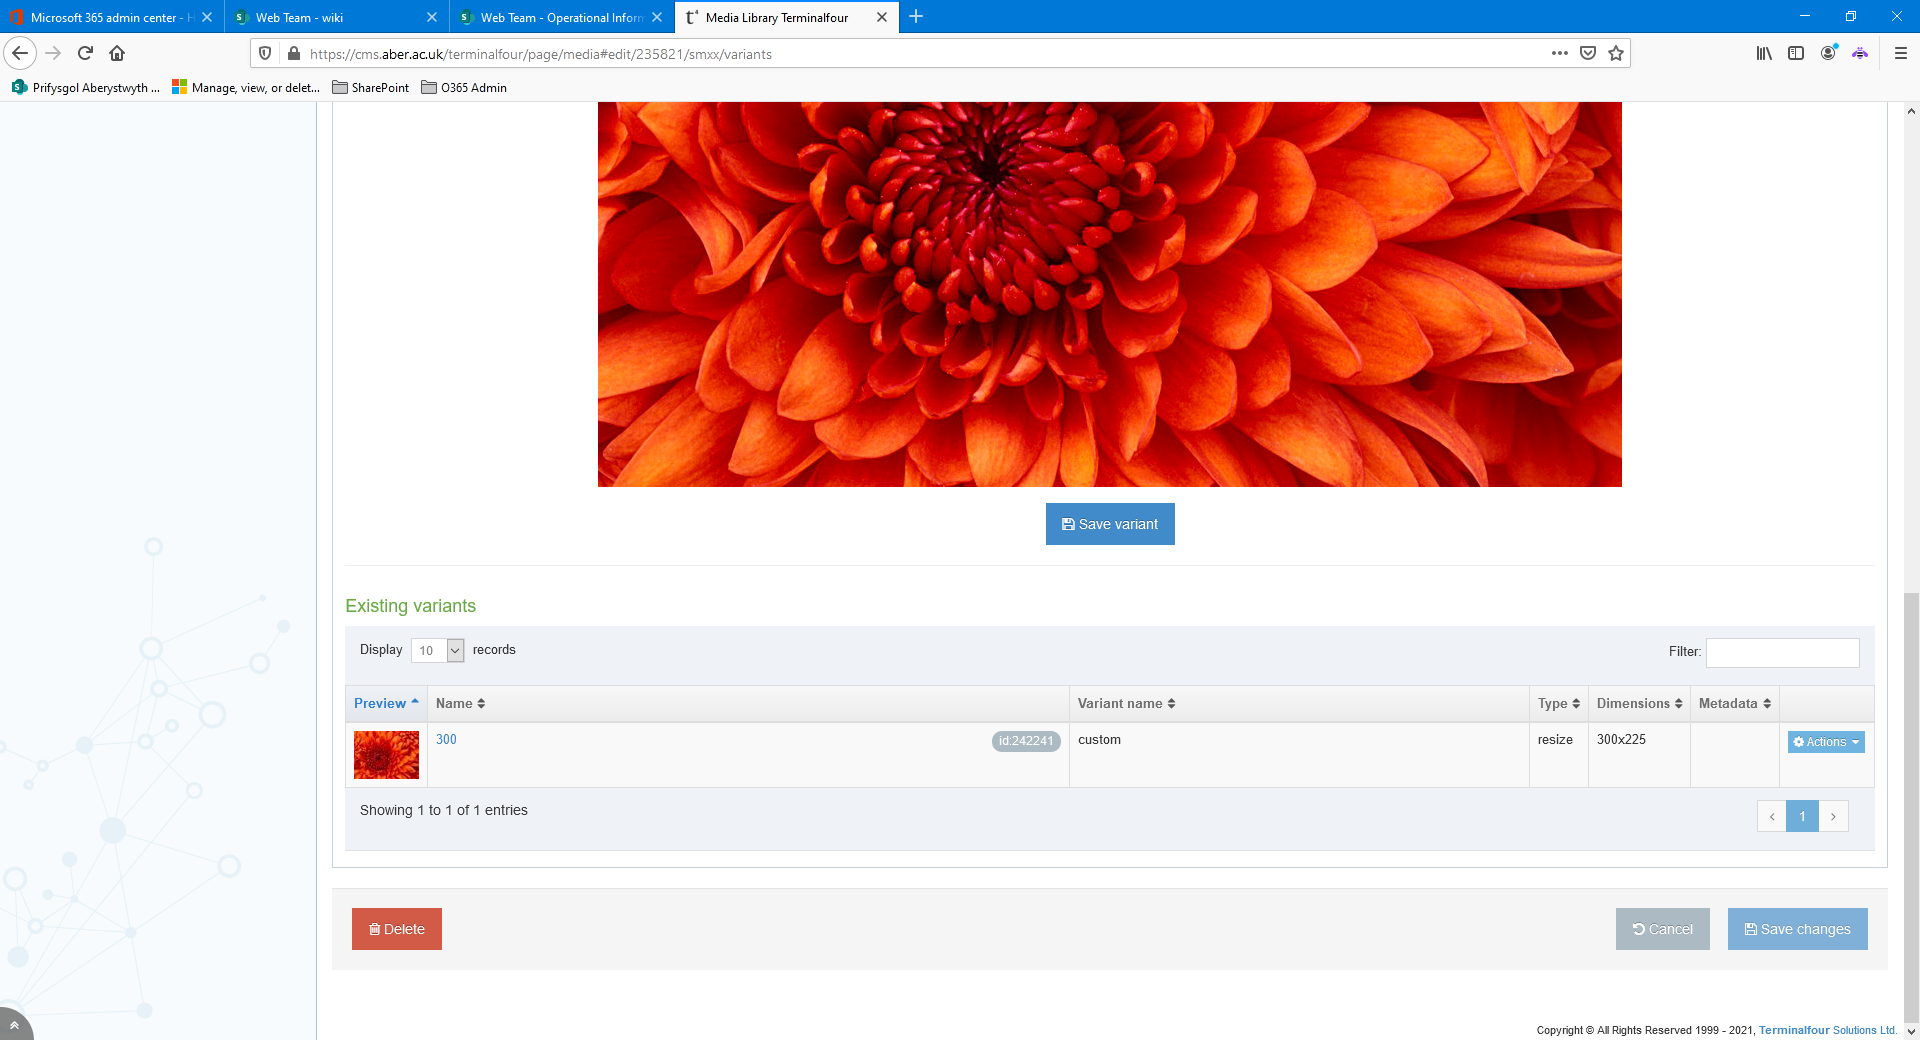 Microsoft 365 admin center - H
Web Team - wiki
Web Team - Operational Inform
Media Library Terminalfour
https://cms.aber.ac.uk/terminalfour/page/media#edit/235821/smxx/variants
Prifysgol Aberystwyth ...
Manage, view, or delet...
SharePoint
O365 Admin
Save variant
Existing variants
Display 10 records
Filter:
Preview Name Variant name Type Dimensions Metadata
300 id:242241 custom resize 300x225 Actions
Showing 1 to 1 of 1 entries
‹ 1 ›
Delete
Cancel
Save changes
Copyright © All Rights Reserved 1999 - 2021, Terminalfour Solutions Ltd.